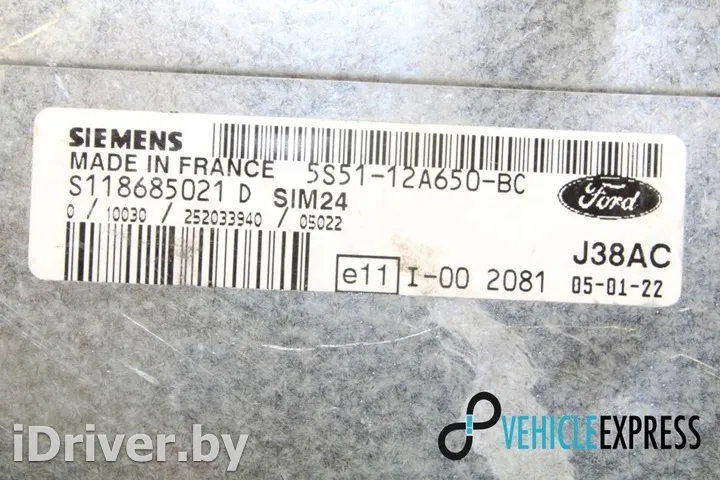 SIEMENS
MADE IN FRANCE 5S51-12A650-BC
S118685021 D SIM24
0 / 10030 / 252033940 / 05022
Ford
J38AC
e11 I-00 2081 05-01-22
VEHICLEEXPRESS
iDriver.by